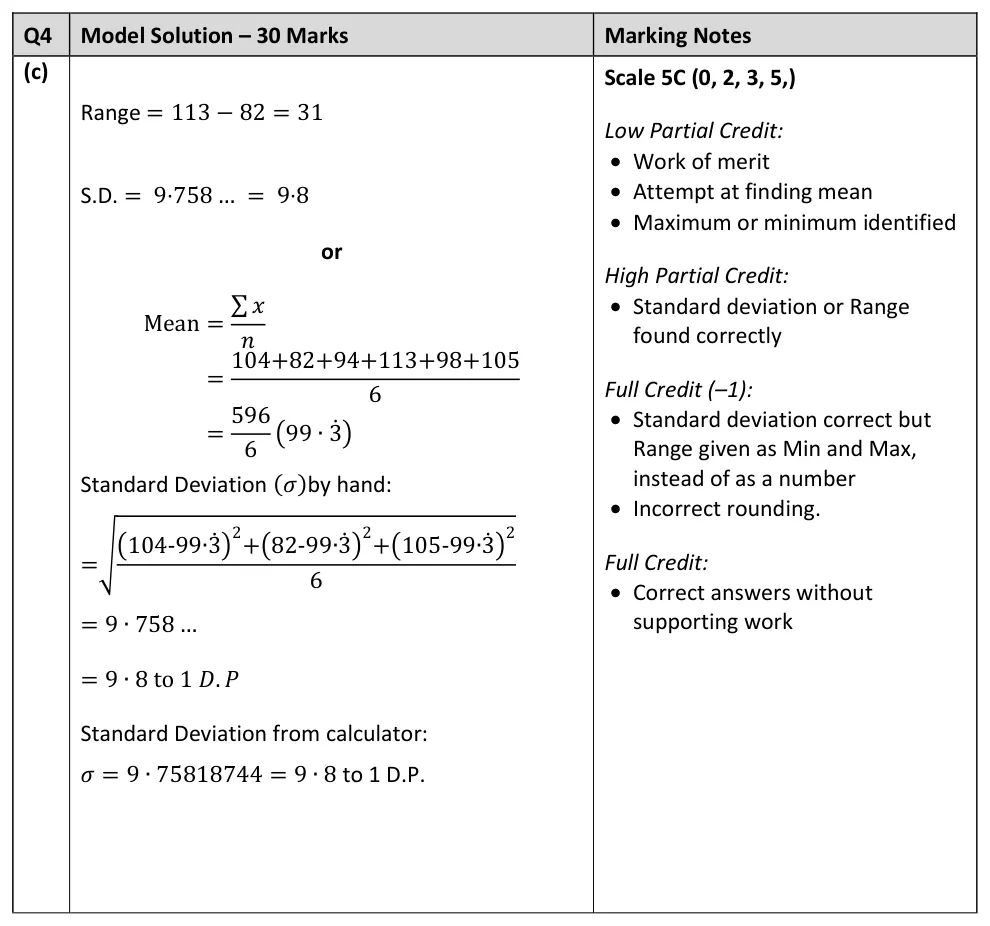 Q4 Model Solution – 30 Marks Marking Notes
(c)
Range = 113 − 82 = 31
S.D. = 9·758 … = 9·8
or
Mean = ∑ x / n
= 104+82+94+113+98+105 / 6
= 596 / 6 (99 · 3̇)
Standard Deviation (σ)by hand:
= √((104-99·3̇)²+(82-99·3̇)²+(105-99·3̇)² / 6)
= 9 · 758 …
= 9 · 8 to 1 D. P
Standard Deviation from calculator:
σ = 9 · 75818744 = 9 · 8 to 1 D.P.
Scale 5C (0, 2, 3, 5,)
Low Partial Credit:
• Work of merit
• Attempt at finding mean
• Maximum or minimum identified
High Partial Credit:
• Standard deviation or Range
found correctly
Full Credit (–1):
• Standard deviation correct but
Range given as Min and Max,
instead of as a number
• Incorrect rounding.
Full Credit:
• Correct answers without
supporting work